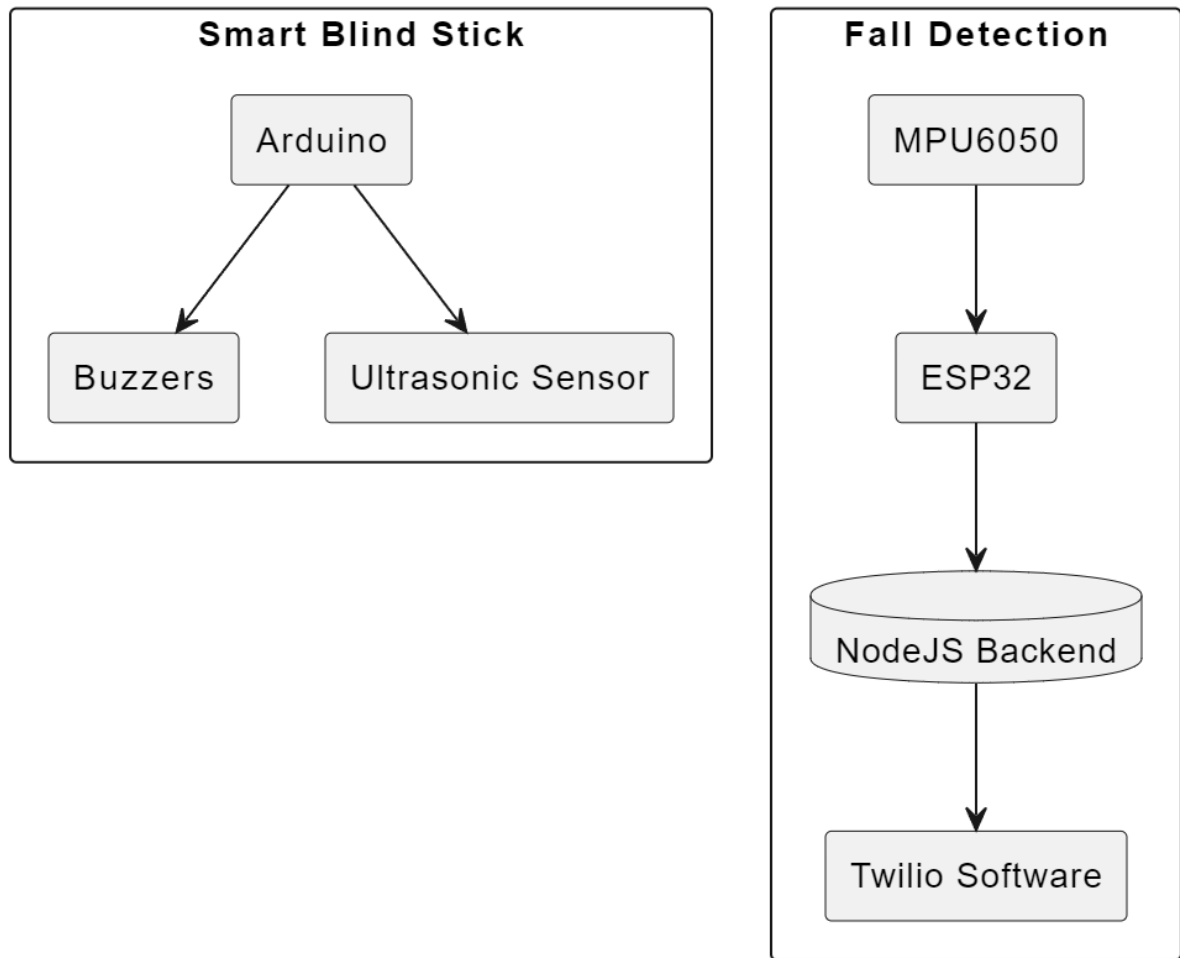 Smart Blind Stick
Arduino
Buzzers
Ultrasonic Sensor
Fall Detection
MPU6050
ESP32
NodeJS Backend
Twilio Software